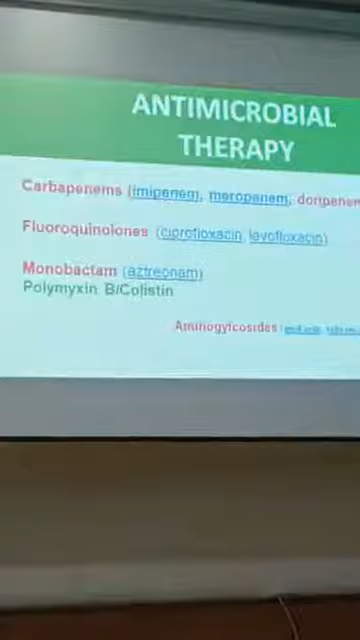 ANTIMICROBIAL
THERAPY
Carbapenems (imipenem, meropenem, doripenem
Fluoroquinolones (ciprofloxacin, levofloxacin)
Monobactam (aztreonam)
Polymyxin B/Colistin
Aminoglycosides